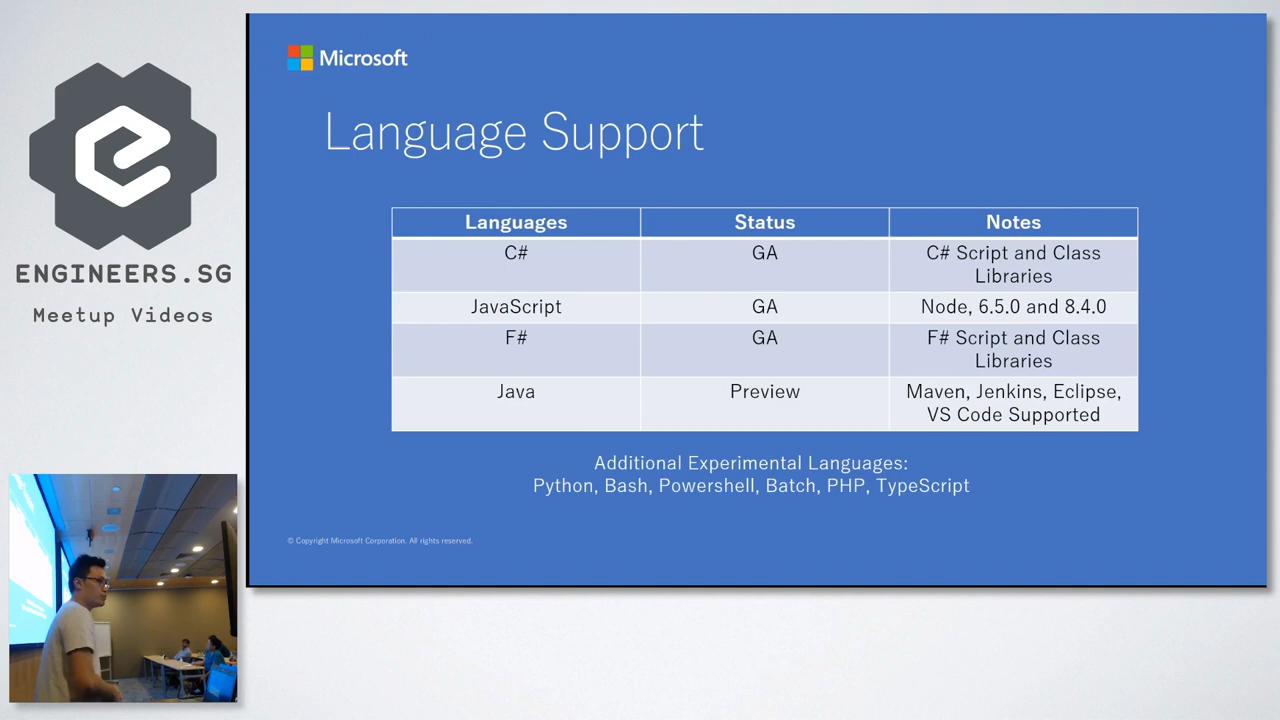 ENGINEERS.SG
Meetup Videos
Microsoft
Language Support
Languages Status Notes
C# GA C# Script and Class
Libraries
JavaScript GA Node, 6.5.0 and 8.4.0
F# GA F# Script and Class
Libraries
Java Preview Maven, Jenkins, Eclipse,
VS Code Supported
Additional Experimental Languages:
Python, Bash, Powershell, Batch, PHP, TypeScript
© Copyright Microsoft Corporation. All rights reserved.